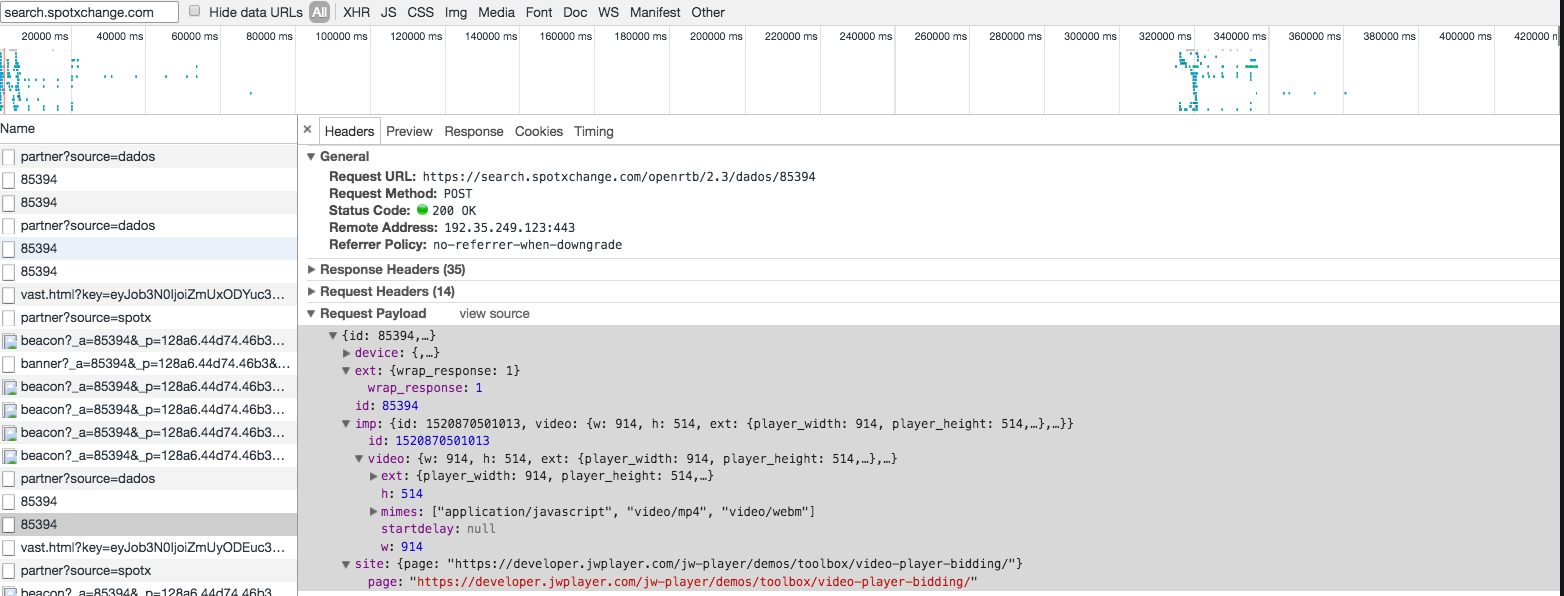 search.spotxchange.com Hide data URLs All XHR JS CSS Img Media Font Doc WS Manifest Other
20000 ms 40000 ms 60000 ms 80000 ms 100000 ms 120000 ms 140000 ms 160000 ms 180000 ms 200000 ms 220000 ms 240000 ms 260000 ms 280000 ms 300000 ms 320000 ms 340000 ms 360000 ms 380000 ms 400000 ms 420000
Name
partner?source=dados
85394
85394
partner?source=dados
85394
85394
vast.html?key=eyJob3N0IjoiZmUxODYuc3…
partner?source=spotx
beacon?_a=85394&_p=128a6.44d74.46b3…
banner?_a=85394&_p=128a6.44d74.46b3&…
beacon?_a=85394&_p=128a6.44d74.46b3…
beacon?_a=85394&_p=128a6.44d74.46b3…
beacon?_a=85394&_p=128a6.44d74.46b3…
beacon?_a=85394&_p=128a6.44d74.46b3…
partner?source=dados
85394
85394
vast.html?key=eyJob3N0IjoiZmUyODEuc3…
partner?source=spotx
beacon?_a=85394&_p=128a6.44d74.46b3
× Headers Preview Response Cookies Timing
▼ General
Request URL: https://search.spotxchange.com/openrtb/2.3/dados/85394
Request Method: POST
Status Code: 200 OK
Remote Address: 192.35.249.123:443
Referrer Policy: no-referrer-when-downgrade
▶ Response Headers (35)
▶ Request Headers (14)
▼ Request Payload view source
▼ {id: 85394,…}
▶ device: {,…}
▼ ext: {wrap_response: 1}
wrap_response: 1
id: 85394
▼ imp: {id: 1520870501013, video: {w: 914, h: 514, ext: {player_width: 914, player_height: 514,…},…}}
id: 1520870501013
▼ video: {w: 914, h: 514, ext: {player_width: 914, player_height: 514,…},…}
▶ ext: {player_width: 914, player_height: 514,…}
h: 514
▶ mimes: ["application/javascript", "video/mp4", "video/webm"]
startdelay: null
w: 914
▼ site: {page: "https://developer.jwplayer.com/jw-player/demos/toolbox/video-player-bidding/"}
page: "https://developer.jwplayer.com/jw-player/demos/toolbox/video-player-bidding/"